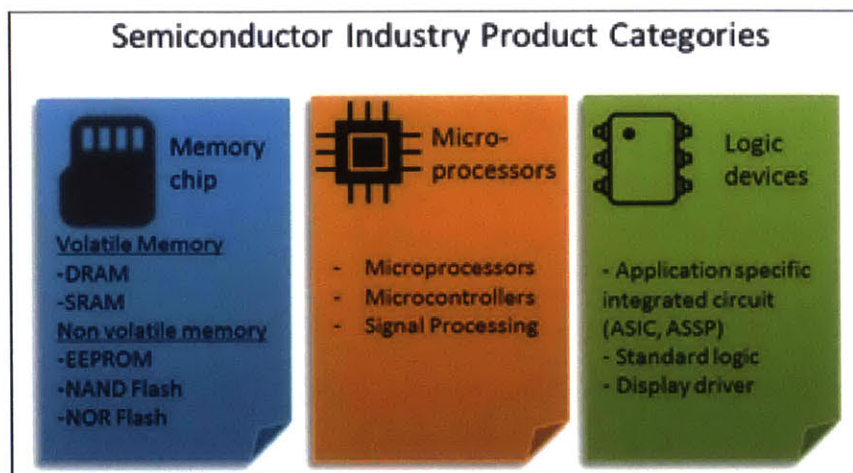 Semiconductor Industry Product Categories
Memory
chip
Volatile Memory
-DRAM
-SRAM
Non volatile memory
-EEPROM
-NAND Flash
-NOR Flash
Micro-
processors
- Microprocessors
- Microcontrollers
- Signal Processing
Logic
devices
- Application specific
integrated circuit
(ASIC, ASSP)
- Standard logic
- Display driver